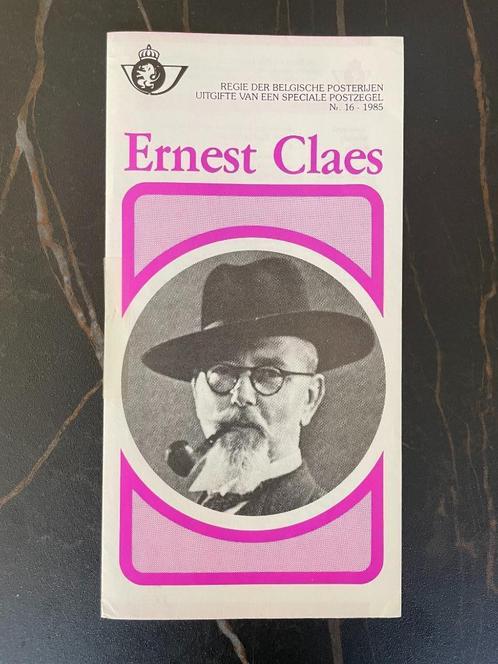 REGIE DER BELGISCHE POSTERIJEN
UITGIFTE VAN EEN SPECIALE POSTZEGEL
Nr. 16 - 1985
Ernest Claes